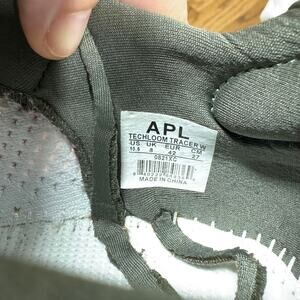 APL
TECHLOOM TRACER W
US UK EUR CM
10.5 8 42 27
MADE IN CHINA